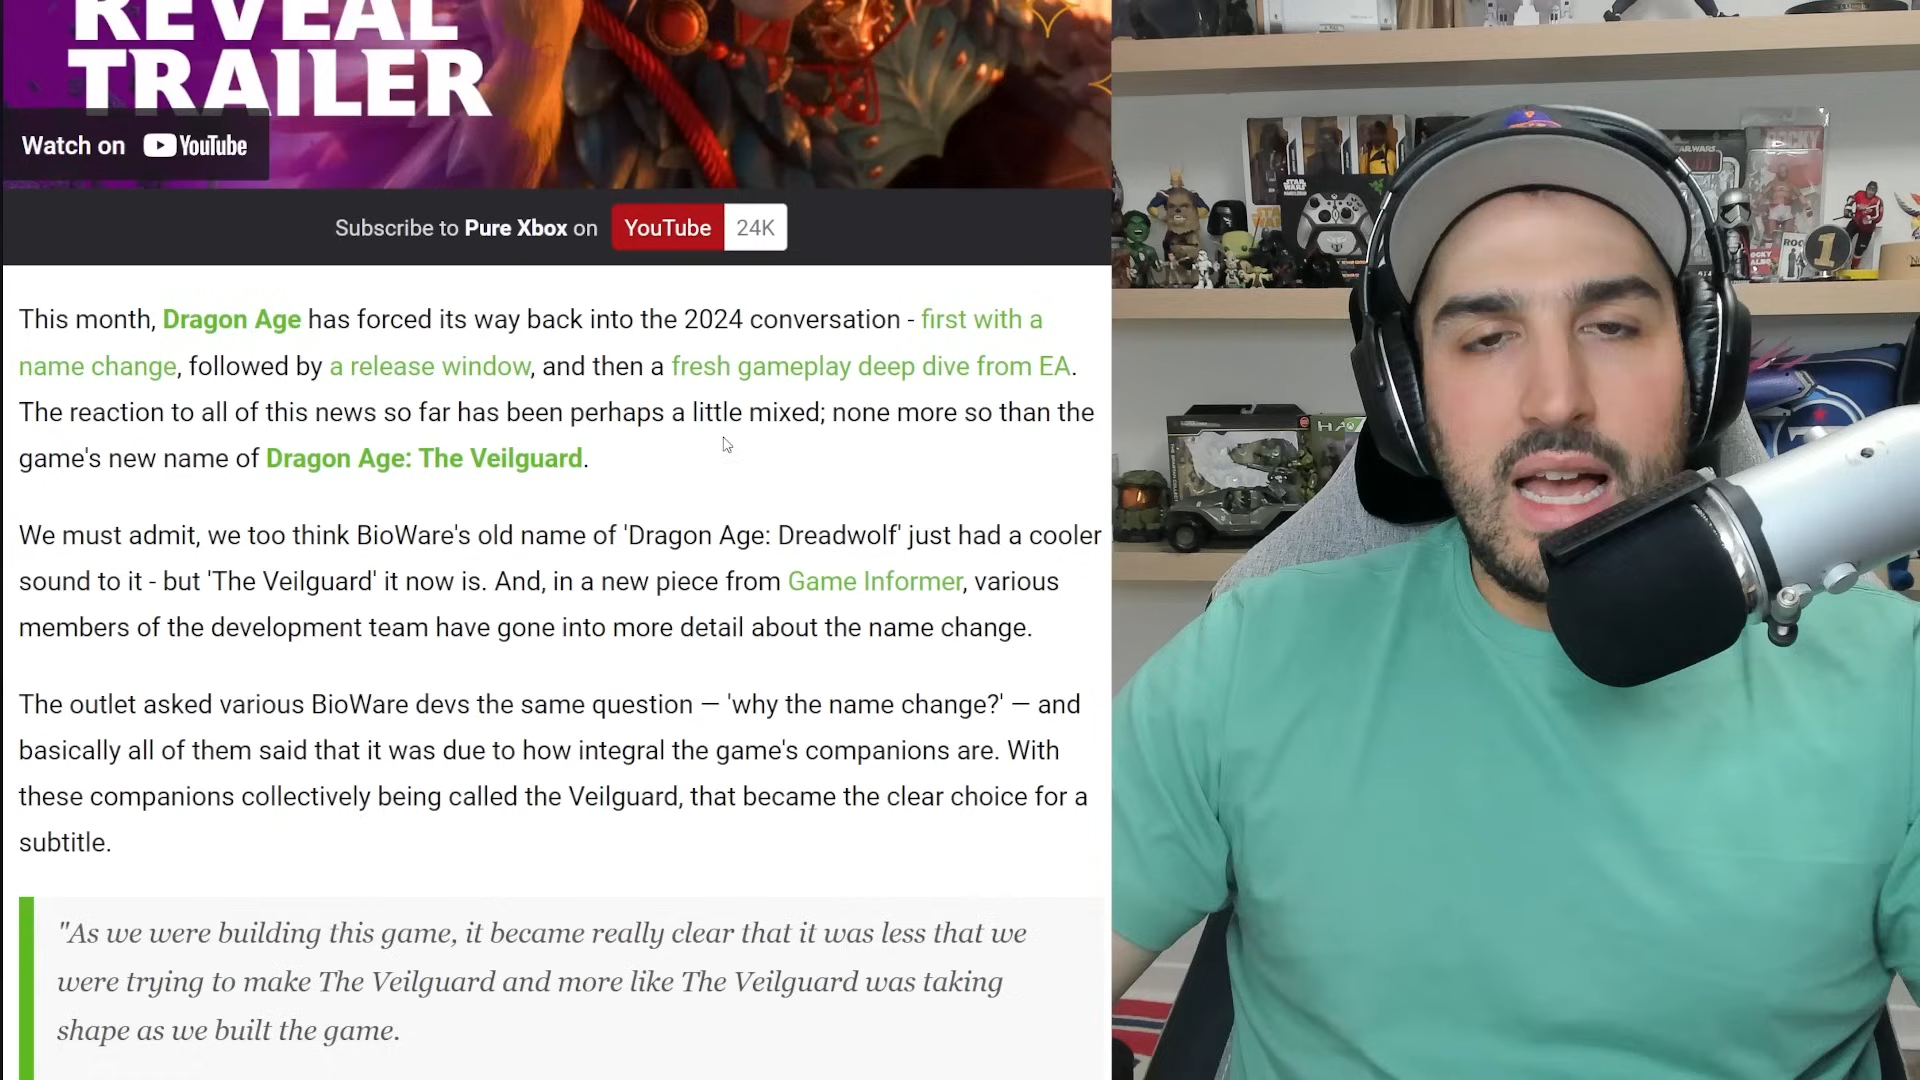 REVEAL
TRAILER
Watch on YouTube
Subscribe to Pure Xbox on YouTube 24K
This month, Dragon Age has forced its way back into the 2024 conversation - first with a
name change, followed by a release window, and then a fresh gameplay deep dive from EA.
The reaction to all of this news so far has been perhaps a little mixed; none more so than the
game's new name of Dragon Age: The Veilguard.
We must admit, we too think BioWare's old name of 'Dragon Age: Dreadwolf' just had a cooler
sound to it - but 'The Veilguard' it now is. And, in a new piece from Game Informer, various
members of the development team have gone into more detail about the name change.
The outlet asked various BioWare devs the same question — 'why the name change?' — and
basically all of them said that it was due to how integral the game's companions are. With
these companions collectively being called the Veilguard, that became the clear choice for a
subtitle.
"As we were building this game, it became really clear that it was less that we
were trying to make The Veilguard and more like The Veilguard was taking
shape as we built the game.
STAR
WARS
STAR WARS
ROCKY
1